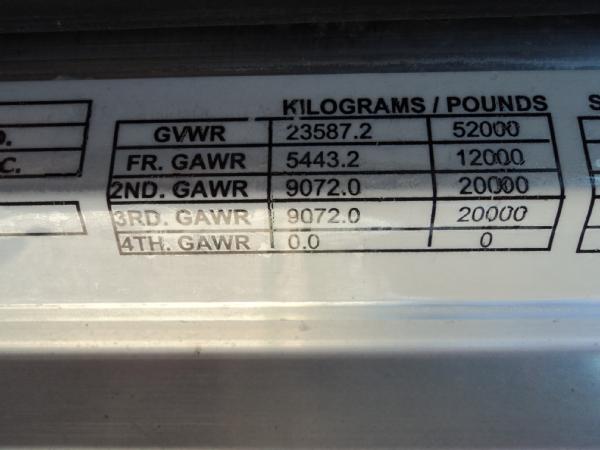 KILOGRAMS / POUNDS S
D. GVWR 23587.2 52000
C. FR. GAWR 5443.2 12000
2ND. GAWR 9072.0 20000
3RD. GAWR 9072.0 20000
4TH. GAWR 0.0 0